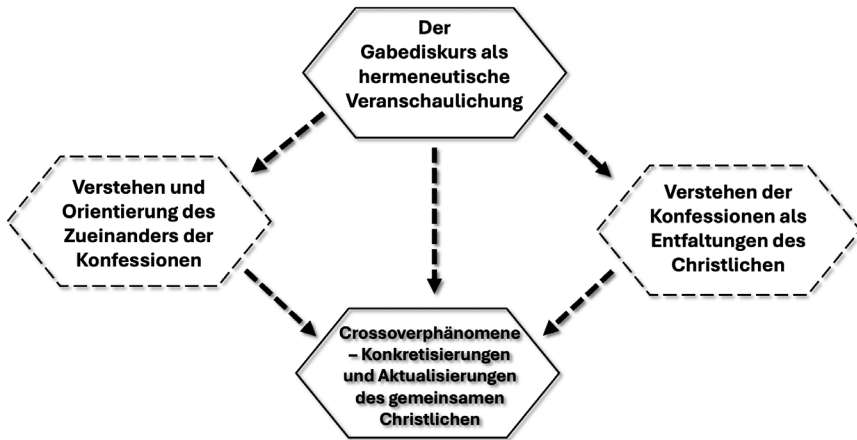 Der
Gabediskurs als
hermeneutische
Veranschaulichung
Verstehen und
Orientierung des
Zueinanders der
Konfessionen
Verstehen der
Konfessionen als
Entfaltungen des
Christlichen
Crossoverphänomene
– Konkretisierungen
und Aktualisierungen
des gemeinsamen
Christlichen